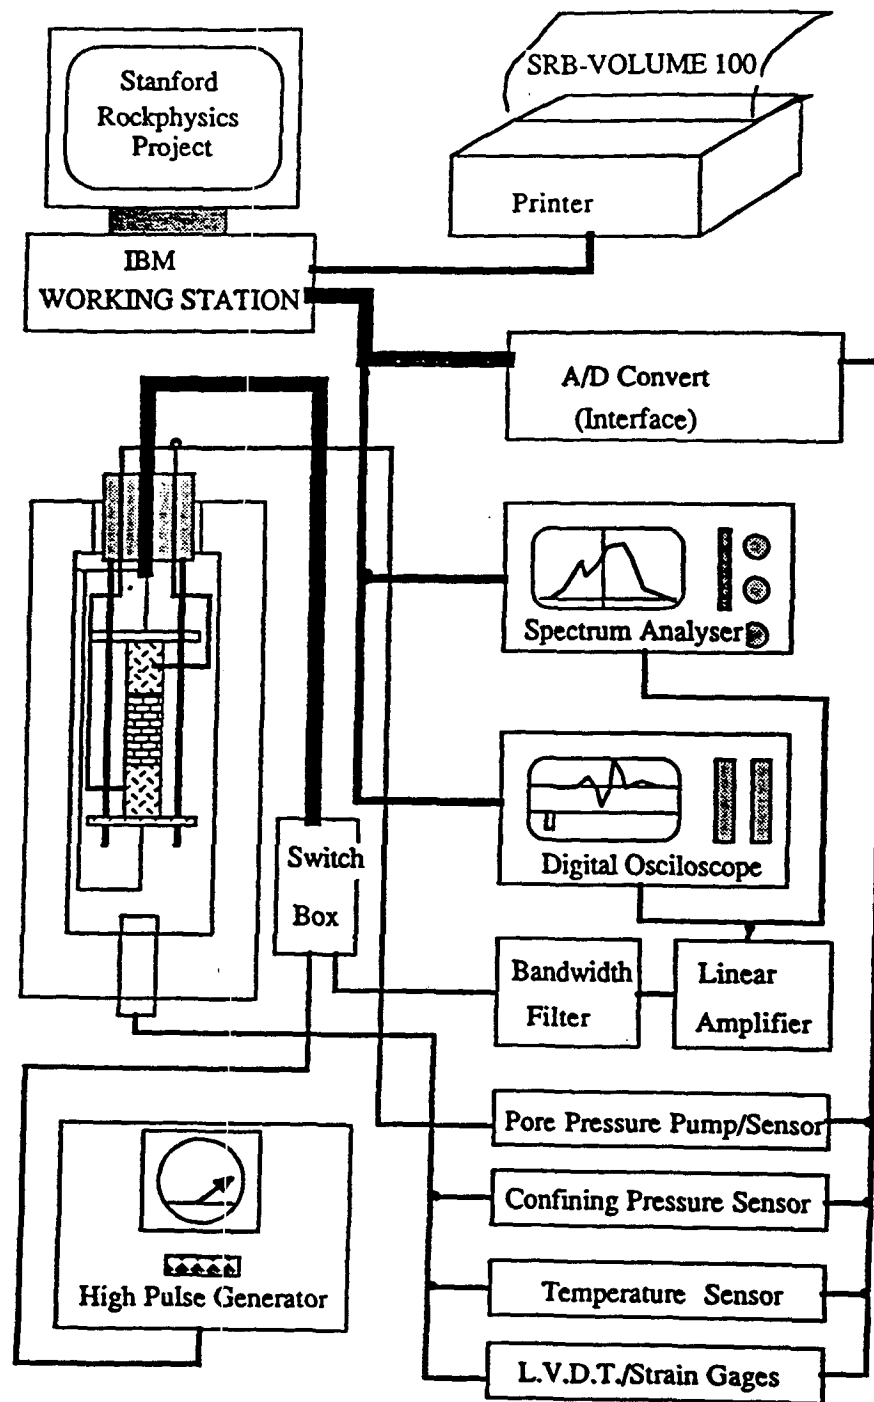 Stanford
Rockphysics
Project
SRB-VOLUME 100
Printer
IBM
WORKING STATION
A/D Convert
(Interface)
Spectrum Analyser
Digital Osciloscope
Switch
Box
Bandwidth
Filter
Linear
Amplifier
Pore Pressure Pump/Sensor
Confining Pressure Sensor
Temperature Sensor
L.V.D.T./Strain Gages
High Pulse Generator